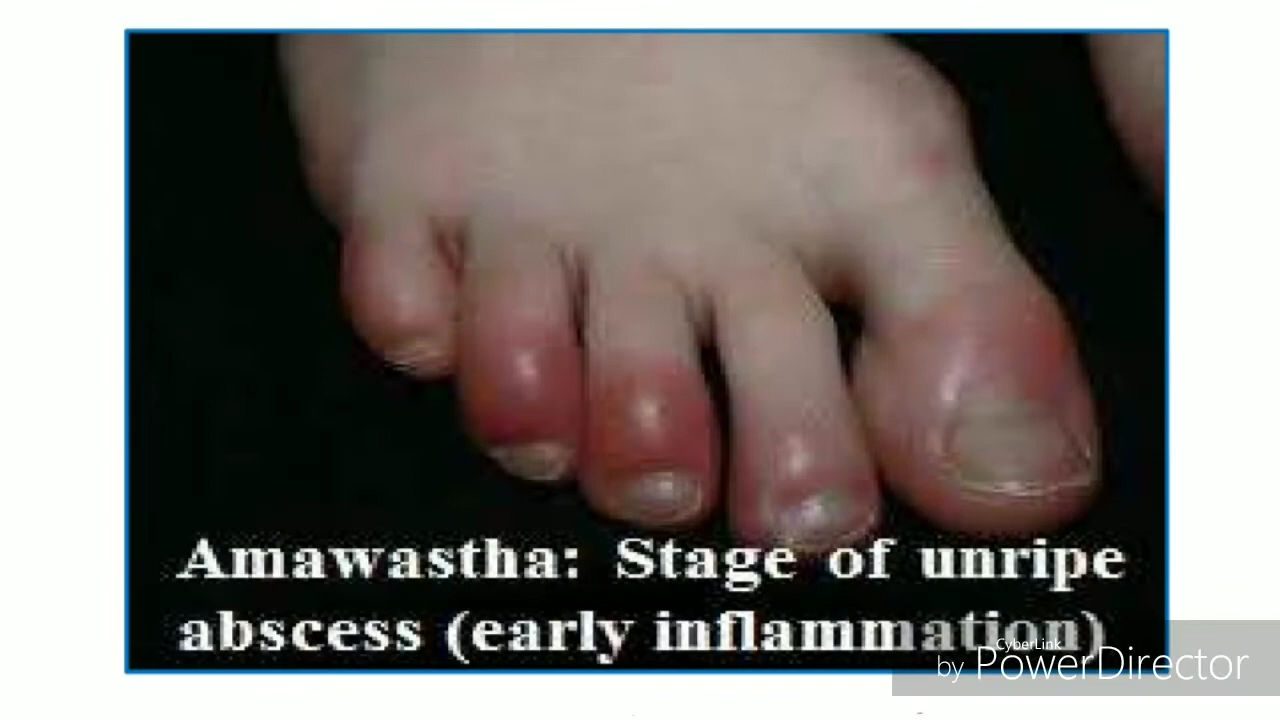 Amawastha: Stage of unripe
abscess (early inflammation)
CyberLink
by PowerDirector